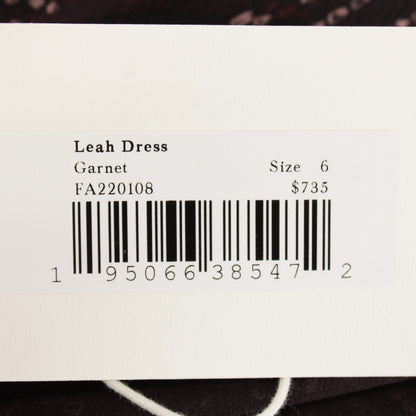 Leah Dress
Garnet Size 6
FA220108 $735
1 95066 38547 2